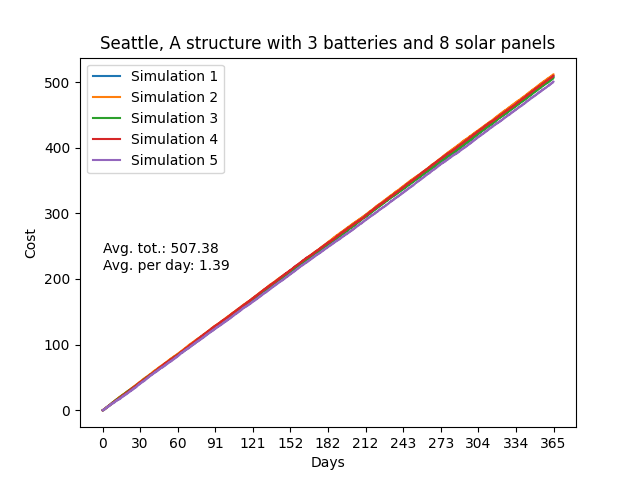 Seattle, A structure with 3 batteries and 8 solar panels
Simulation 1
Simulation 2
Simulation 3
Simulation 4
Simulation 5
Avg. tot.: 507.38
Avg. per day: 1.39
Cost
500
400
300
200
100
0
0 30 60 91 121 152 182 212 243 273 304 334 365
Days